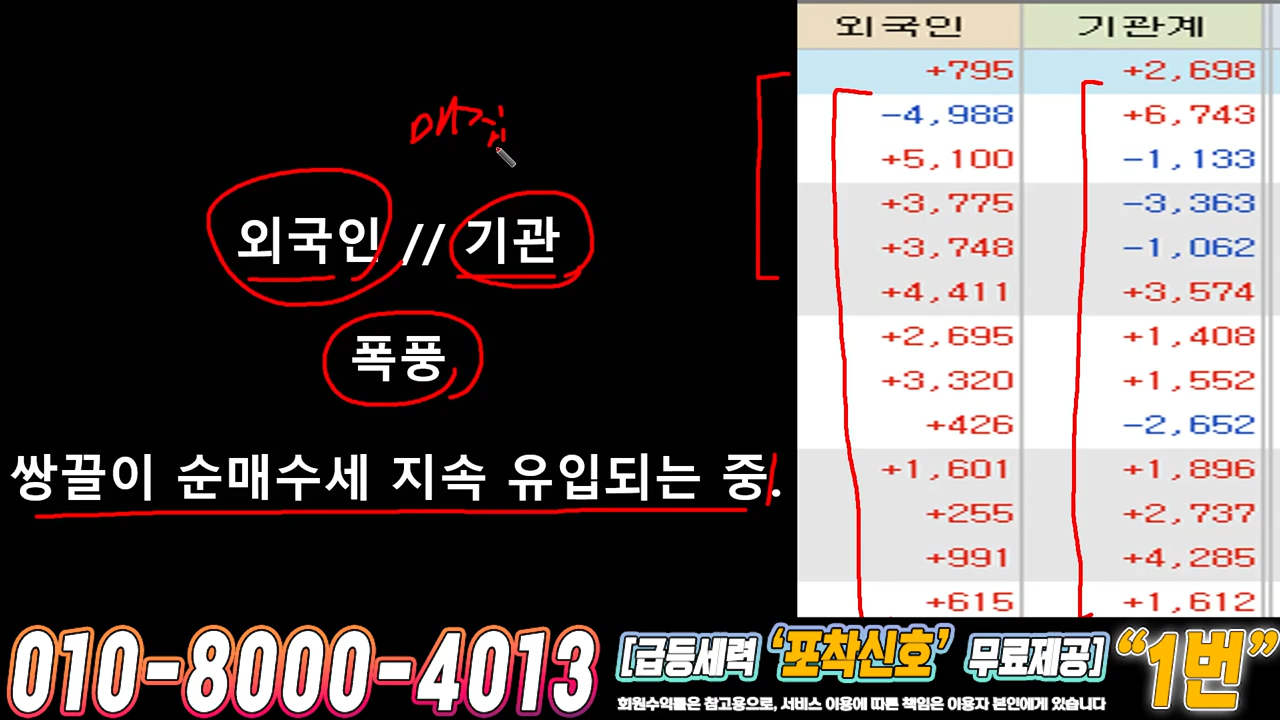 외국인 // 기관
폭풍
쌍끌이 순매수세 지속 유입되는 중.
외국인 기관계
+795 +2,698
-4,988 +6,743
+5,100 -1,133
+3,775 -3,363
+3,748 -1,062
+4,411 +3,574
+2,695 +1,408
+3,320 +1,552
+426 -2,652
+1,601 +1,896
+255 +2,737
+991 +4,285
+615 +1,612
010-8000-4013 [급등세력 '포착신호' 무료제공] "1번"
회원수익률은 참고용으로, 서비스 이용에 따른 책임은 이용자 본인에게 있습니다